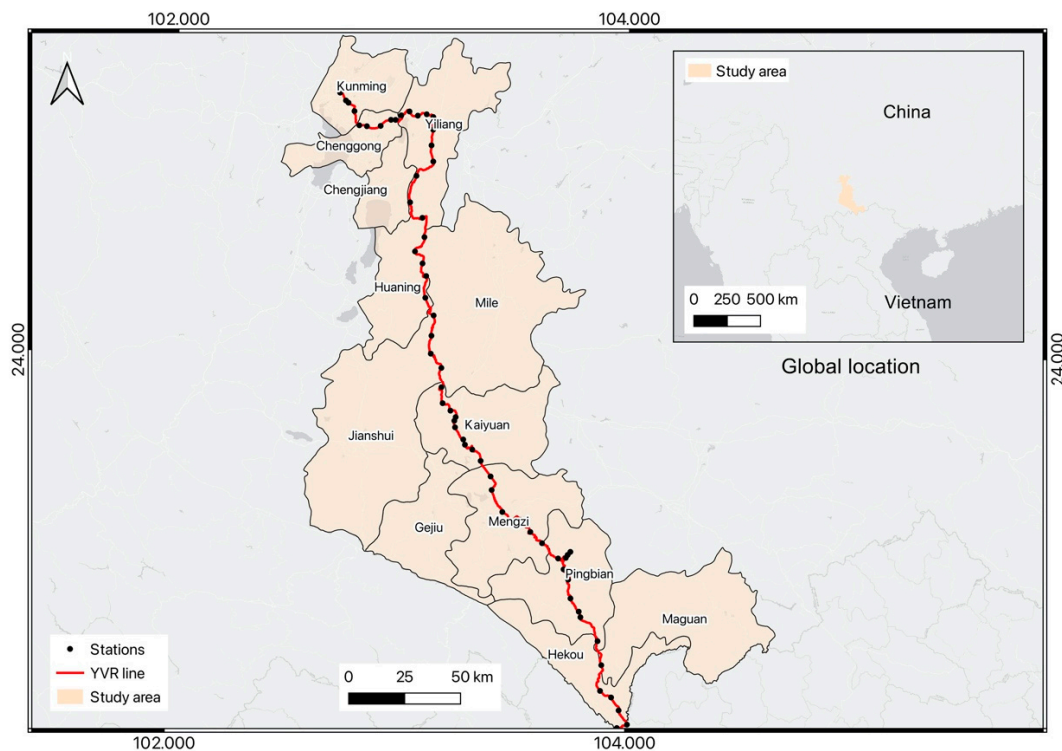 102.000
104.000
Kunming
Yiliang
Chenggong
Chengjiang
Huaning
Mile
24.000
24.000
Jianshui
Kaiyuan
Gejiu
Mengzi
Pingbian
Maguan
Hekou
Study area
China
Vietnam
0 250 500 km
Global location
Stations
YVR line
Study area
0 25 50 km
102.000
104.000